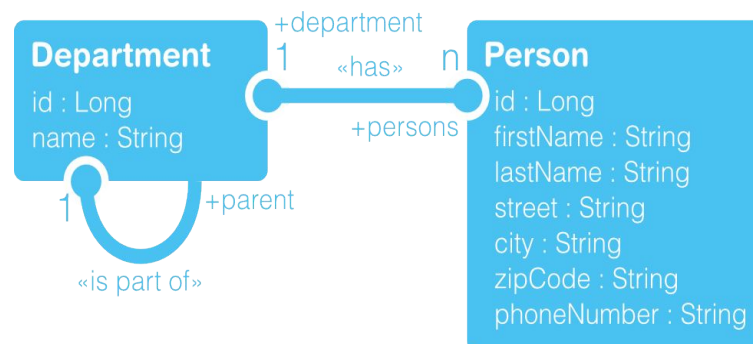 Department
id : Long
name : String
1
+parent
«is part of»
+department
1 «has» n
+persons
Person
id : Long
firstName : String
lastName : String
street : String
city : String
zipCode : String
phoneNumber : String